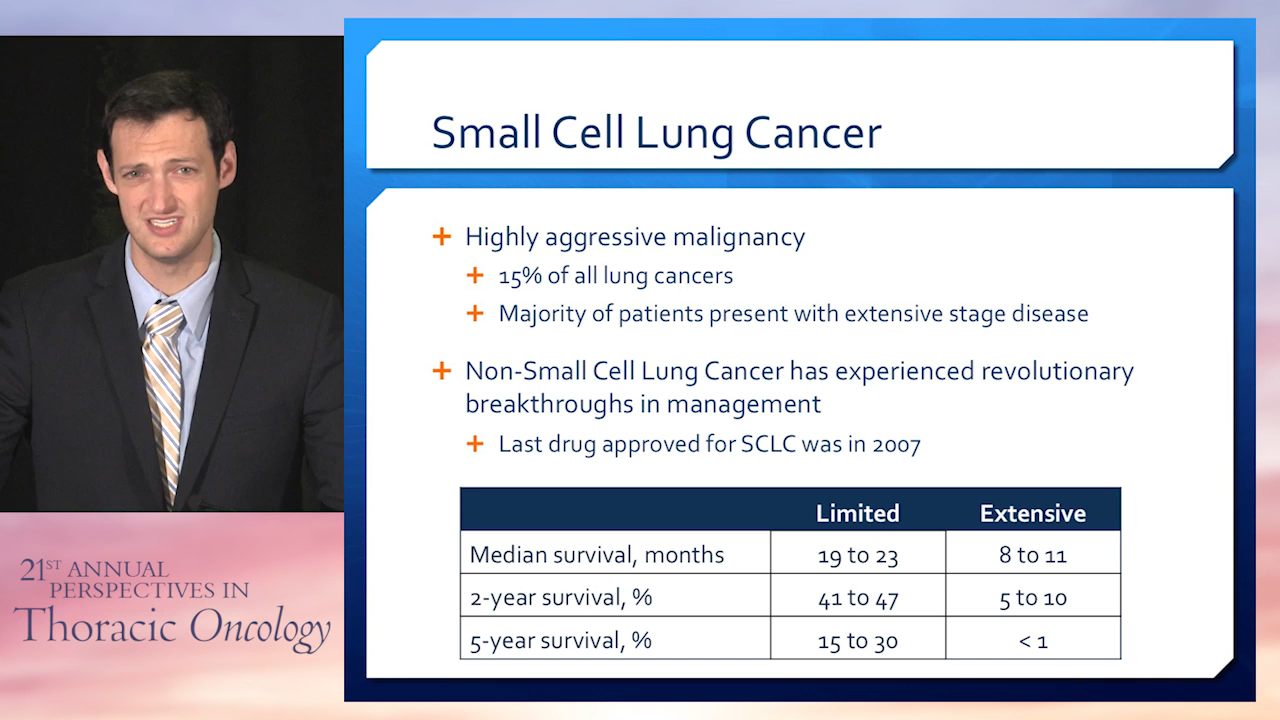 Small Cell Lung Cancer
Highly aggressive malignancy
15% of all lung cancers
Majority of patients present with extensive stage disease
Non-Small Cell Lung Cancer has experienced revolutionary
breakthroughs in management
Last drug approved for SCLC was in 2007
Limited Extensive
Median survival, months 19 to 23 8 to 11
2-year survival, % 41 to 47 5 to 10
5-year survival, % 15 to 30 < 1
21ST ANNUAL
PERSPECTIVES IN
Thoracic Oncology